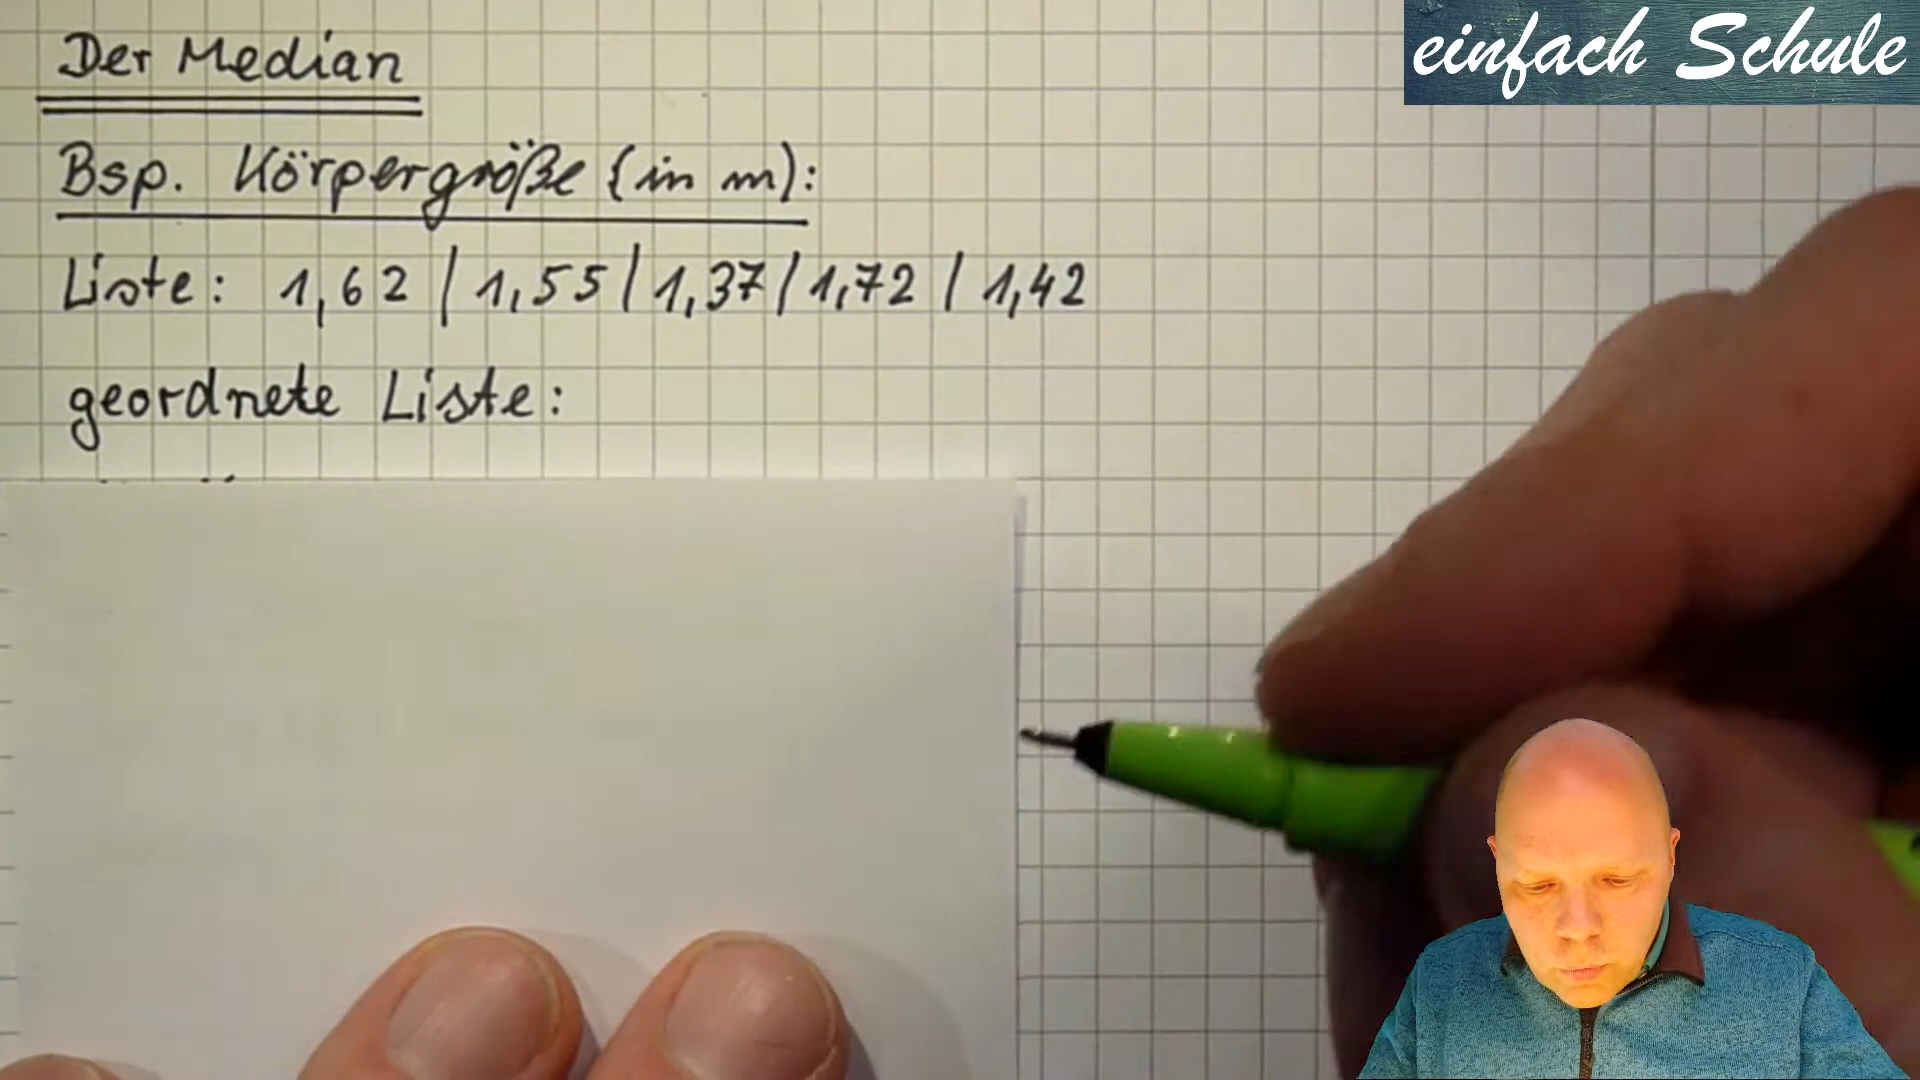 Der Median
einfach Schule
Bsp. Körpergröße (in m):
Liste: 1,62 | 1,55 | 1,37 | 1,72 | 1,42
geordnete Liste: